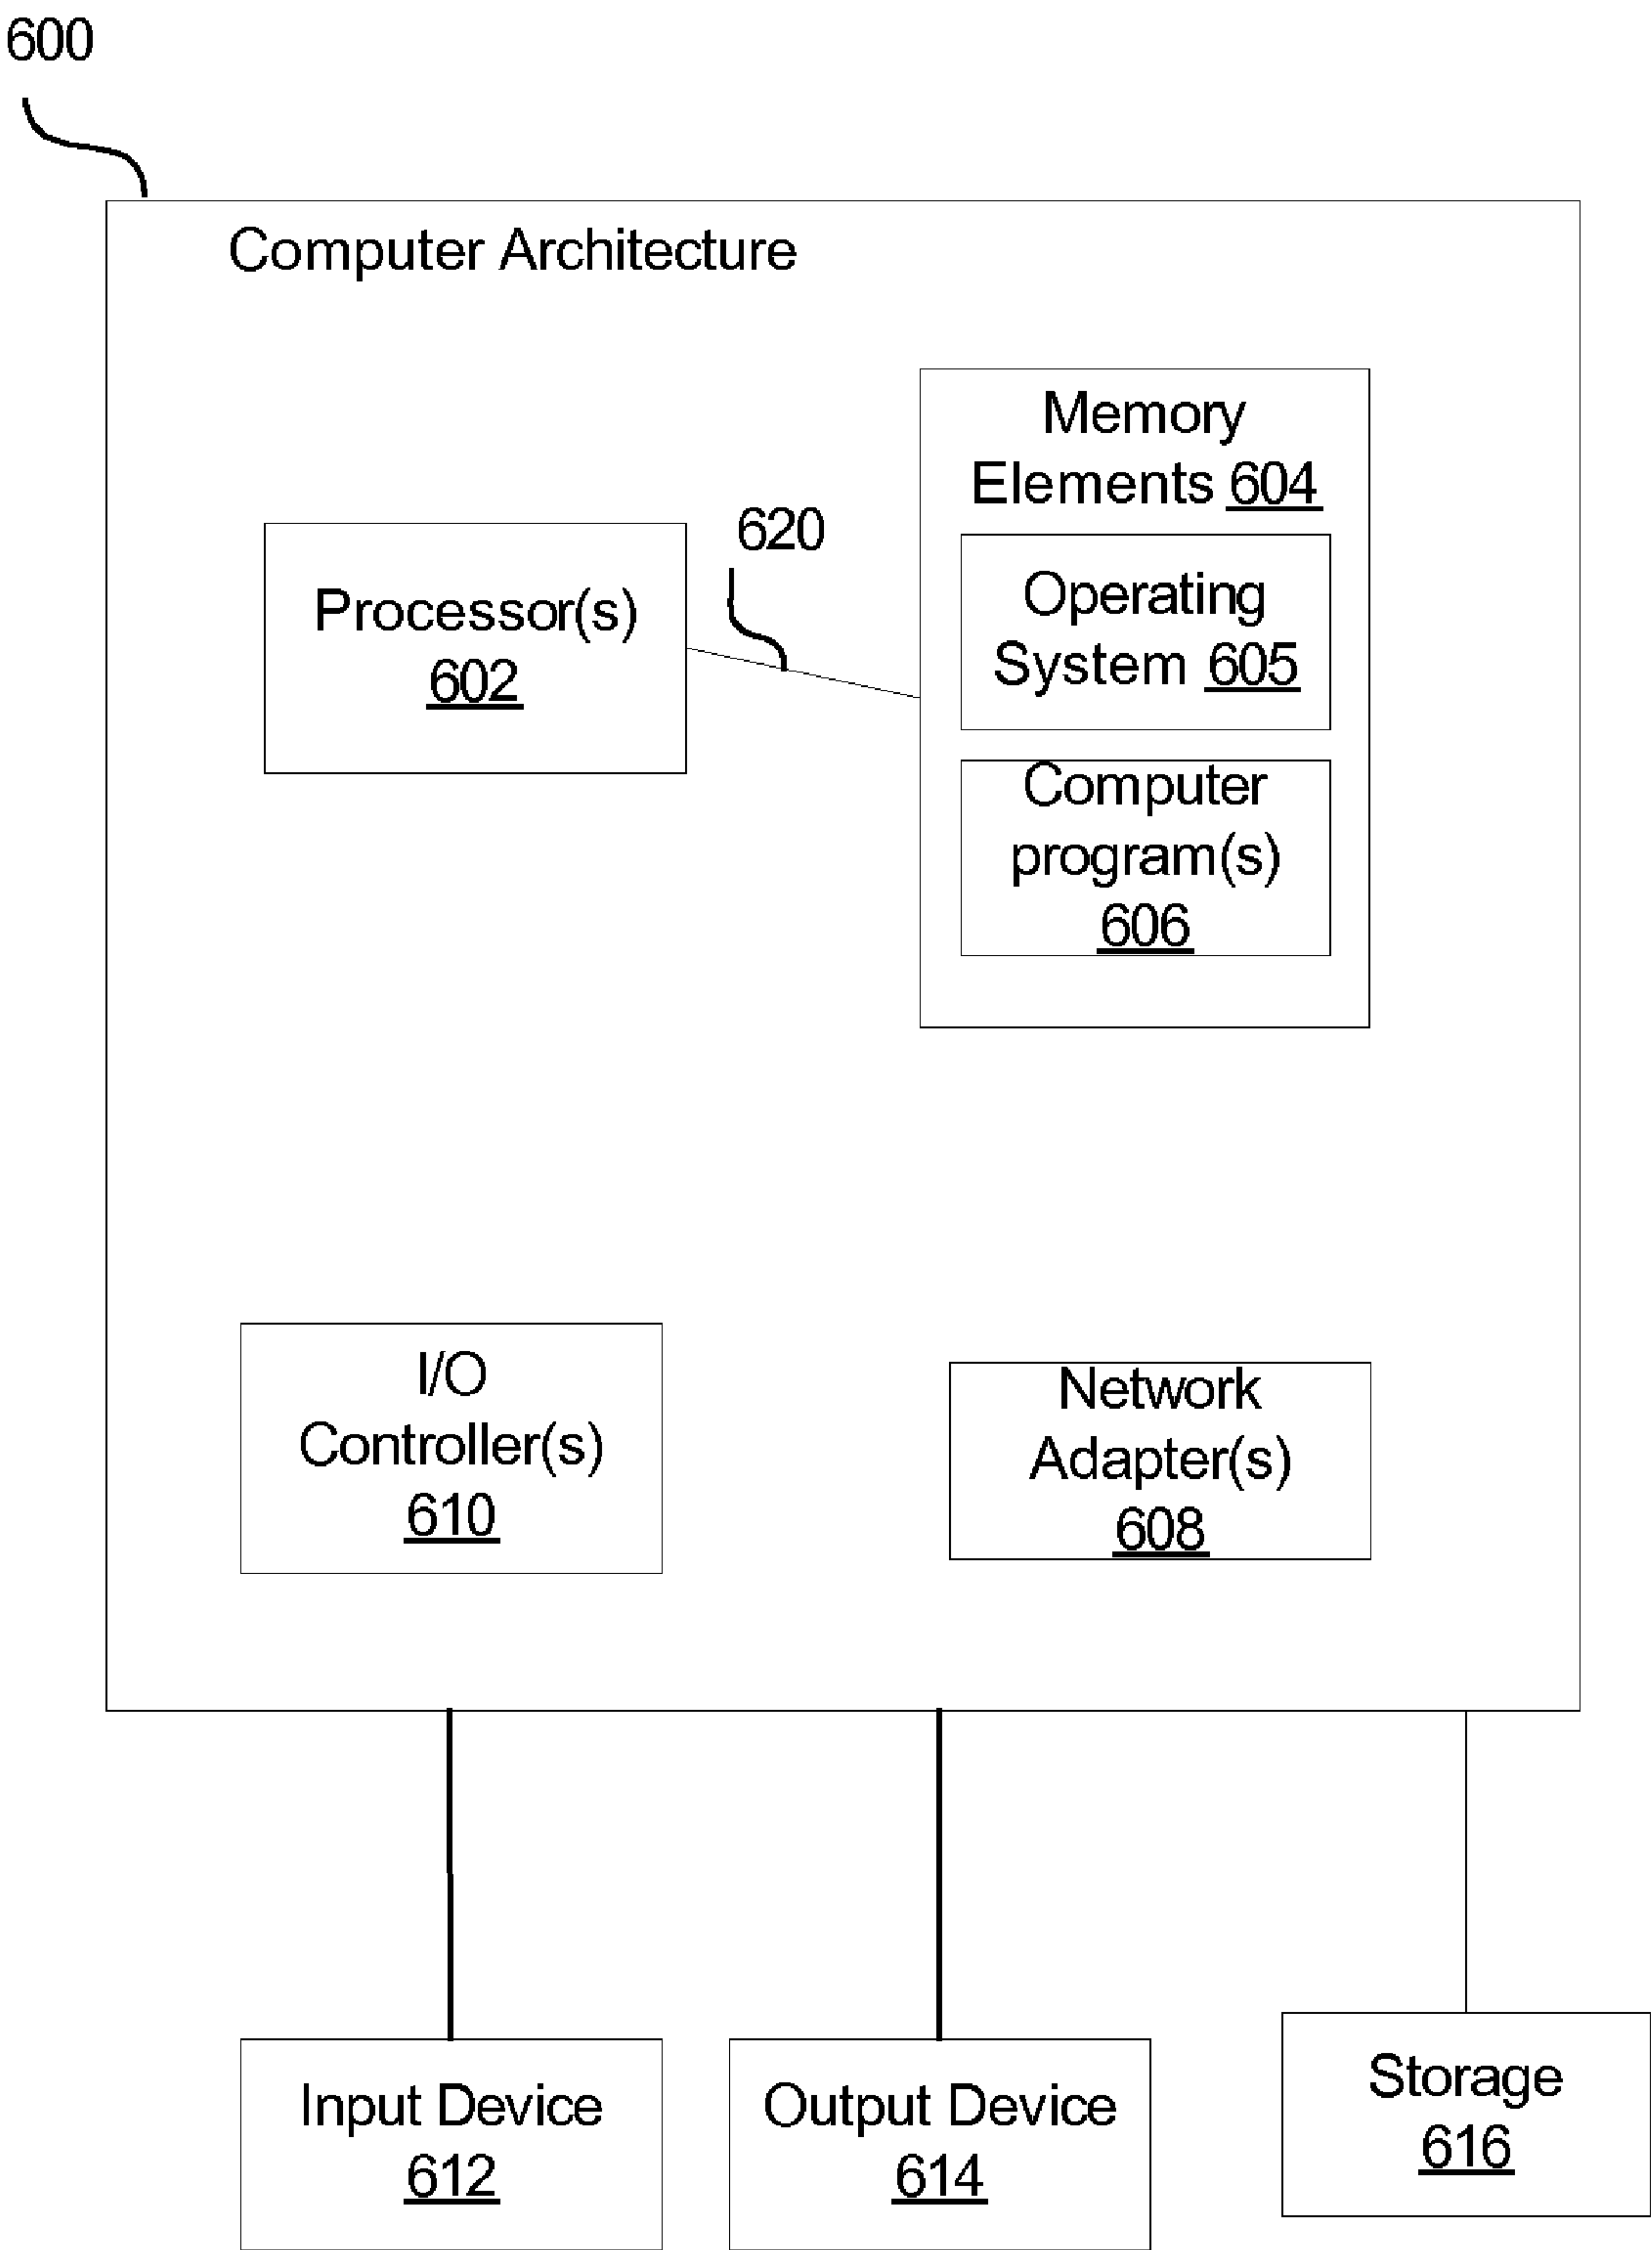 600
Computer Architecture
Memory
Elements 604
620
Processor(s)
602
Operating
System 605
Computer
program(s)
606
I/O
Controller(s)
610
Network
Adapter(s)
608
Input Device
612
Output Device
614
Storage
616